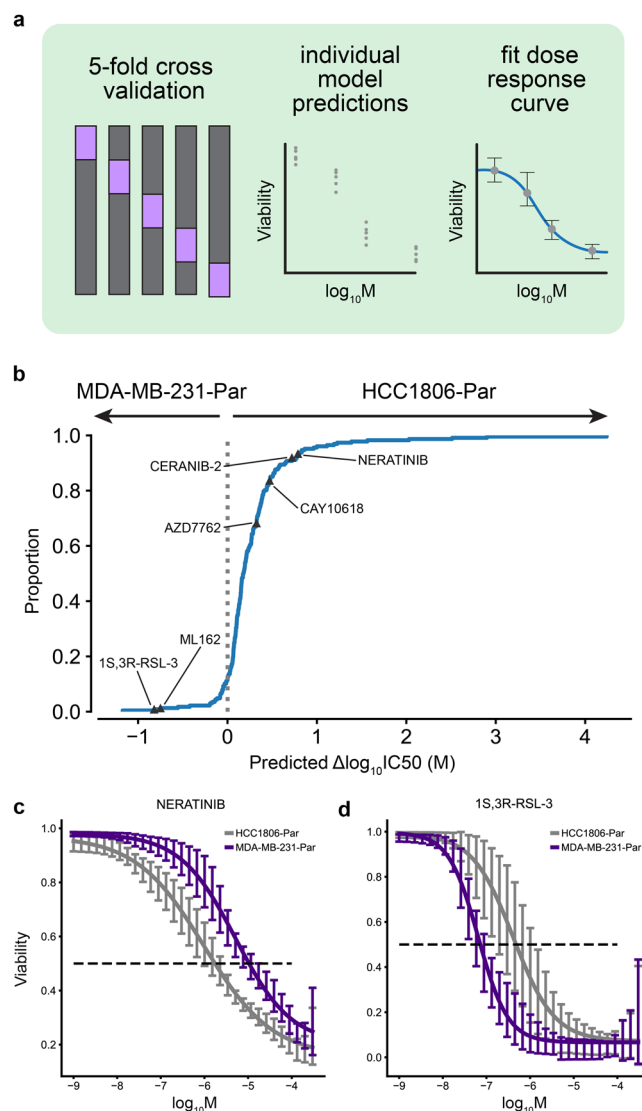 a
5-fold cross
validation
individual
model
predictions
fit dose
response
curve
Viability
log₁₀M
Viability
log₁₀M
b
MDA-MB-231-Par
HCC1806-Par
1.0
0.8
0.6
0.4
0.2
0.0
Proportion
CERANIB-2
NERATINIB
CAY10618
AZD7762
ML162
1S,3R-RSL-3
−1
0
1
2
3
4
Predicted Δlog₁₀IC50 (M)
c
NERATINIB
HCC1806-Par
MDA-MB-231-Par
1.0
0.8
0.6
0.4
0.2
Viability
−9
−8
−7
−6
−5
−4
log₁₀M
d
1S,3R-RSL-3
HCC1806-Par
MDA-MB-231-Par
1.0
0.8
0.6
0.4
0.2
0.0
−9
−8
−7
−6
−5
−4
log₁₀M